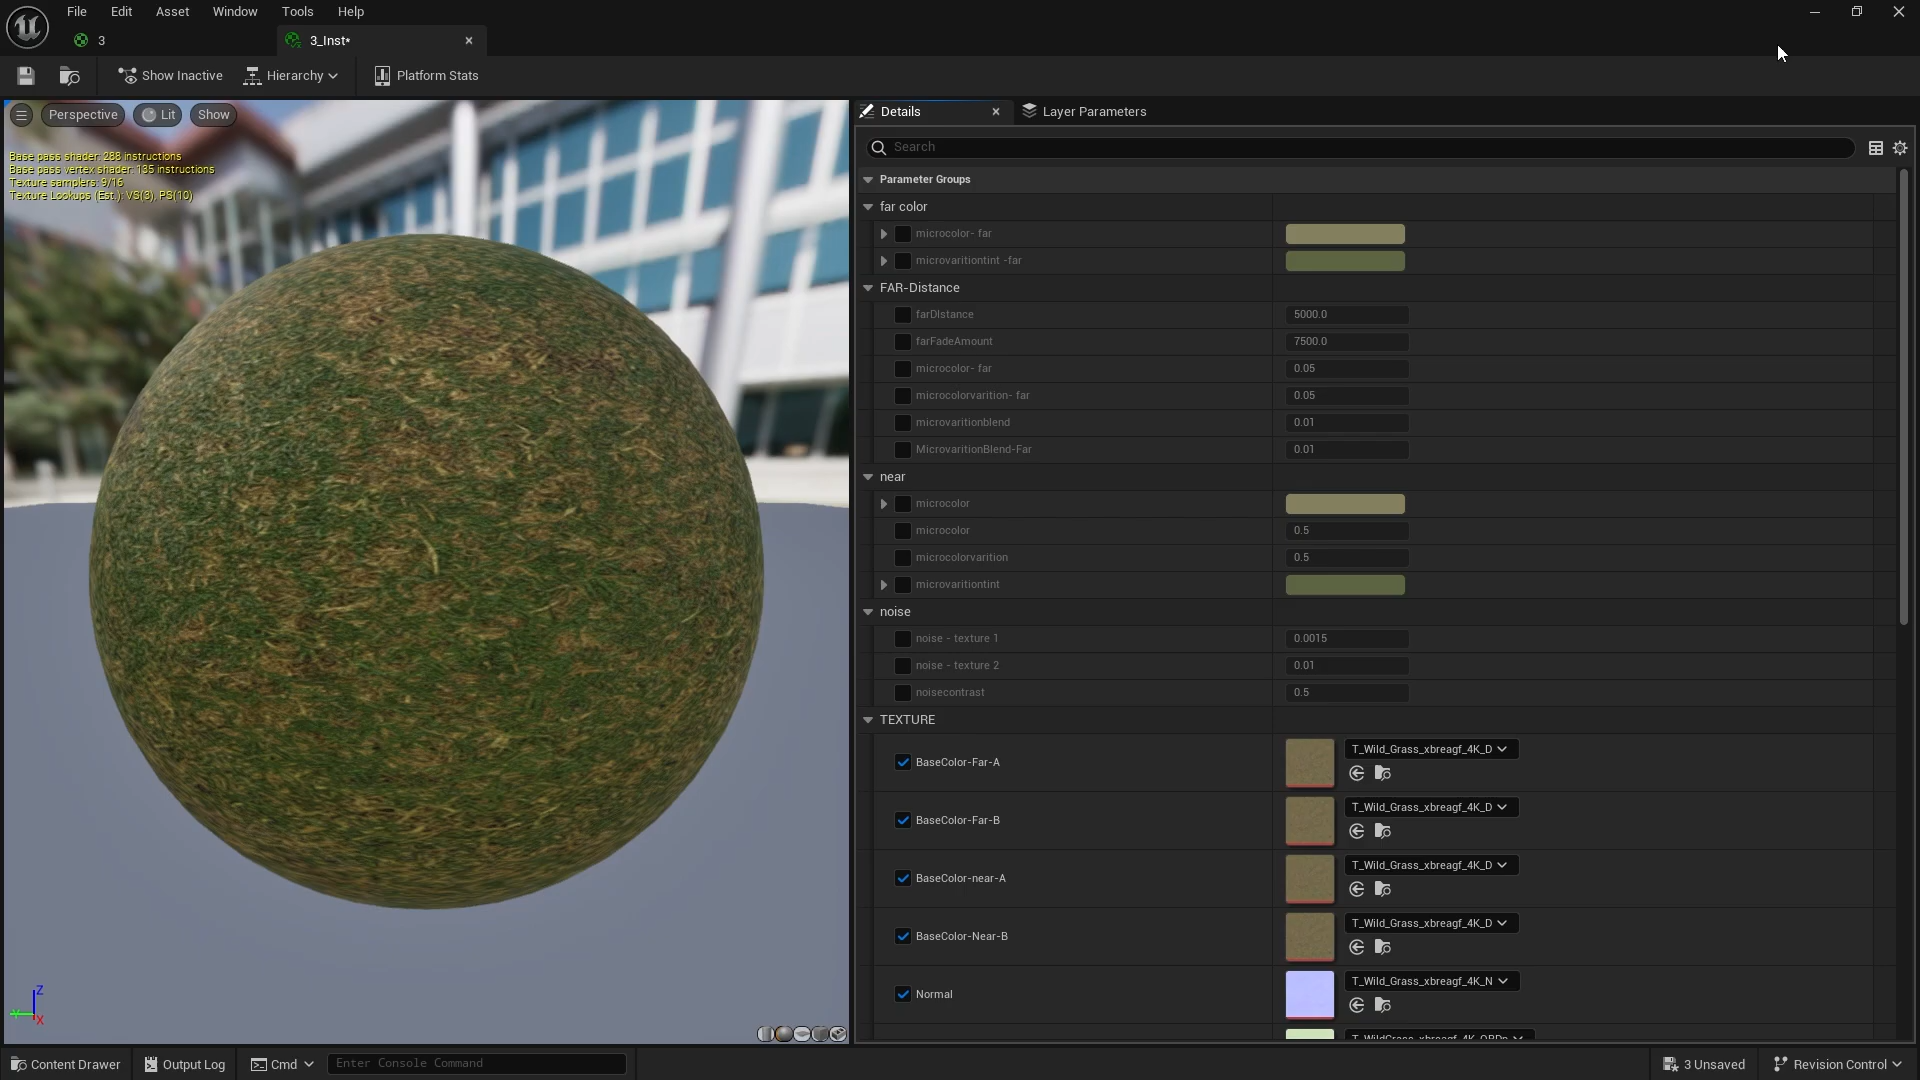 File Edit Asset Window Tools Help
3
3_Inst*
Show Inactive
Hierarchy
Platform Stats
Perspective
Lit
Show
Base pass shader: 288 instructions
Base pass vertex shader: 135 instructions
Texture samplers: 9/16
Texture Lookups (Est.): VS(3), PS(10)
Z
Y
X
Details
Layer Parameters
Search
Parameter Groups
far color
microcolor- far
microvaritiontint -far
FAR-Distance
farDIstance 5000.0
farFadeAmount 7500.0
microcolor- far 0.05
microcolorvarition- far 0.05
microvaritionblend 0.01
MicrovaritionBlend-Far 0.01
near
microcolor
microcolor 0.5
microcolorvarition 0.5
microvaritiontint
noise
noise - texture 1 0.0015
noise - texture 2 0.01
noisecontrast 0.5
TEXTURE
BaseColor-Far-A T_Wild_Grass_xbreagf_4K_D
BaseColor-Far-B T_Wild_Grass_xbreagf_4K_D
BaseColor-near-A T_Wild_Grass_xbreagf_4K_D
BaseColor-Near-B T_Wild_Grass_xbreagf_4K_D
Normal T_Wild_Grass_xbreagf_4K_N
Content Drawer
Output Log
Cmd
Enter Console Command
3 Unsaved
Revision Control